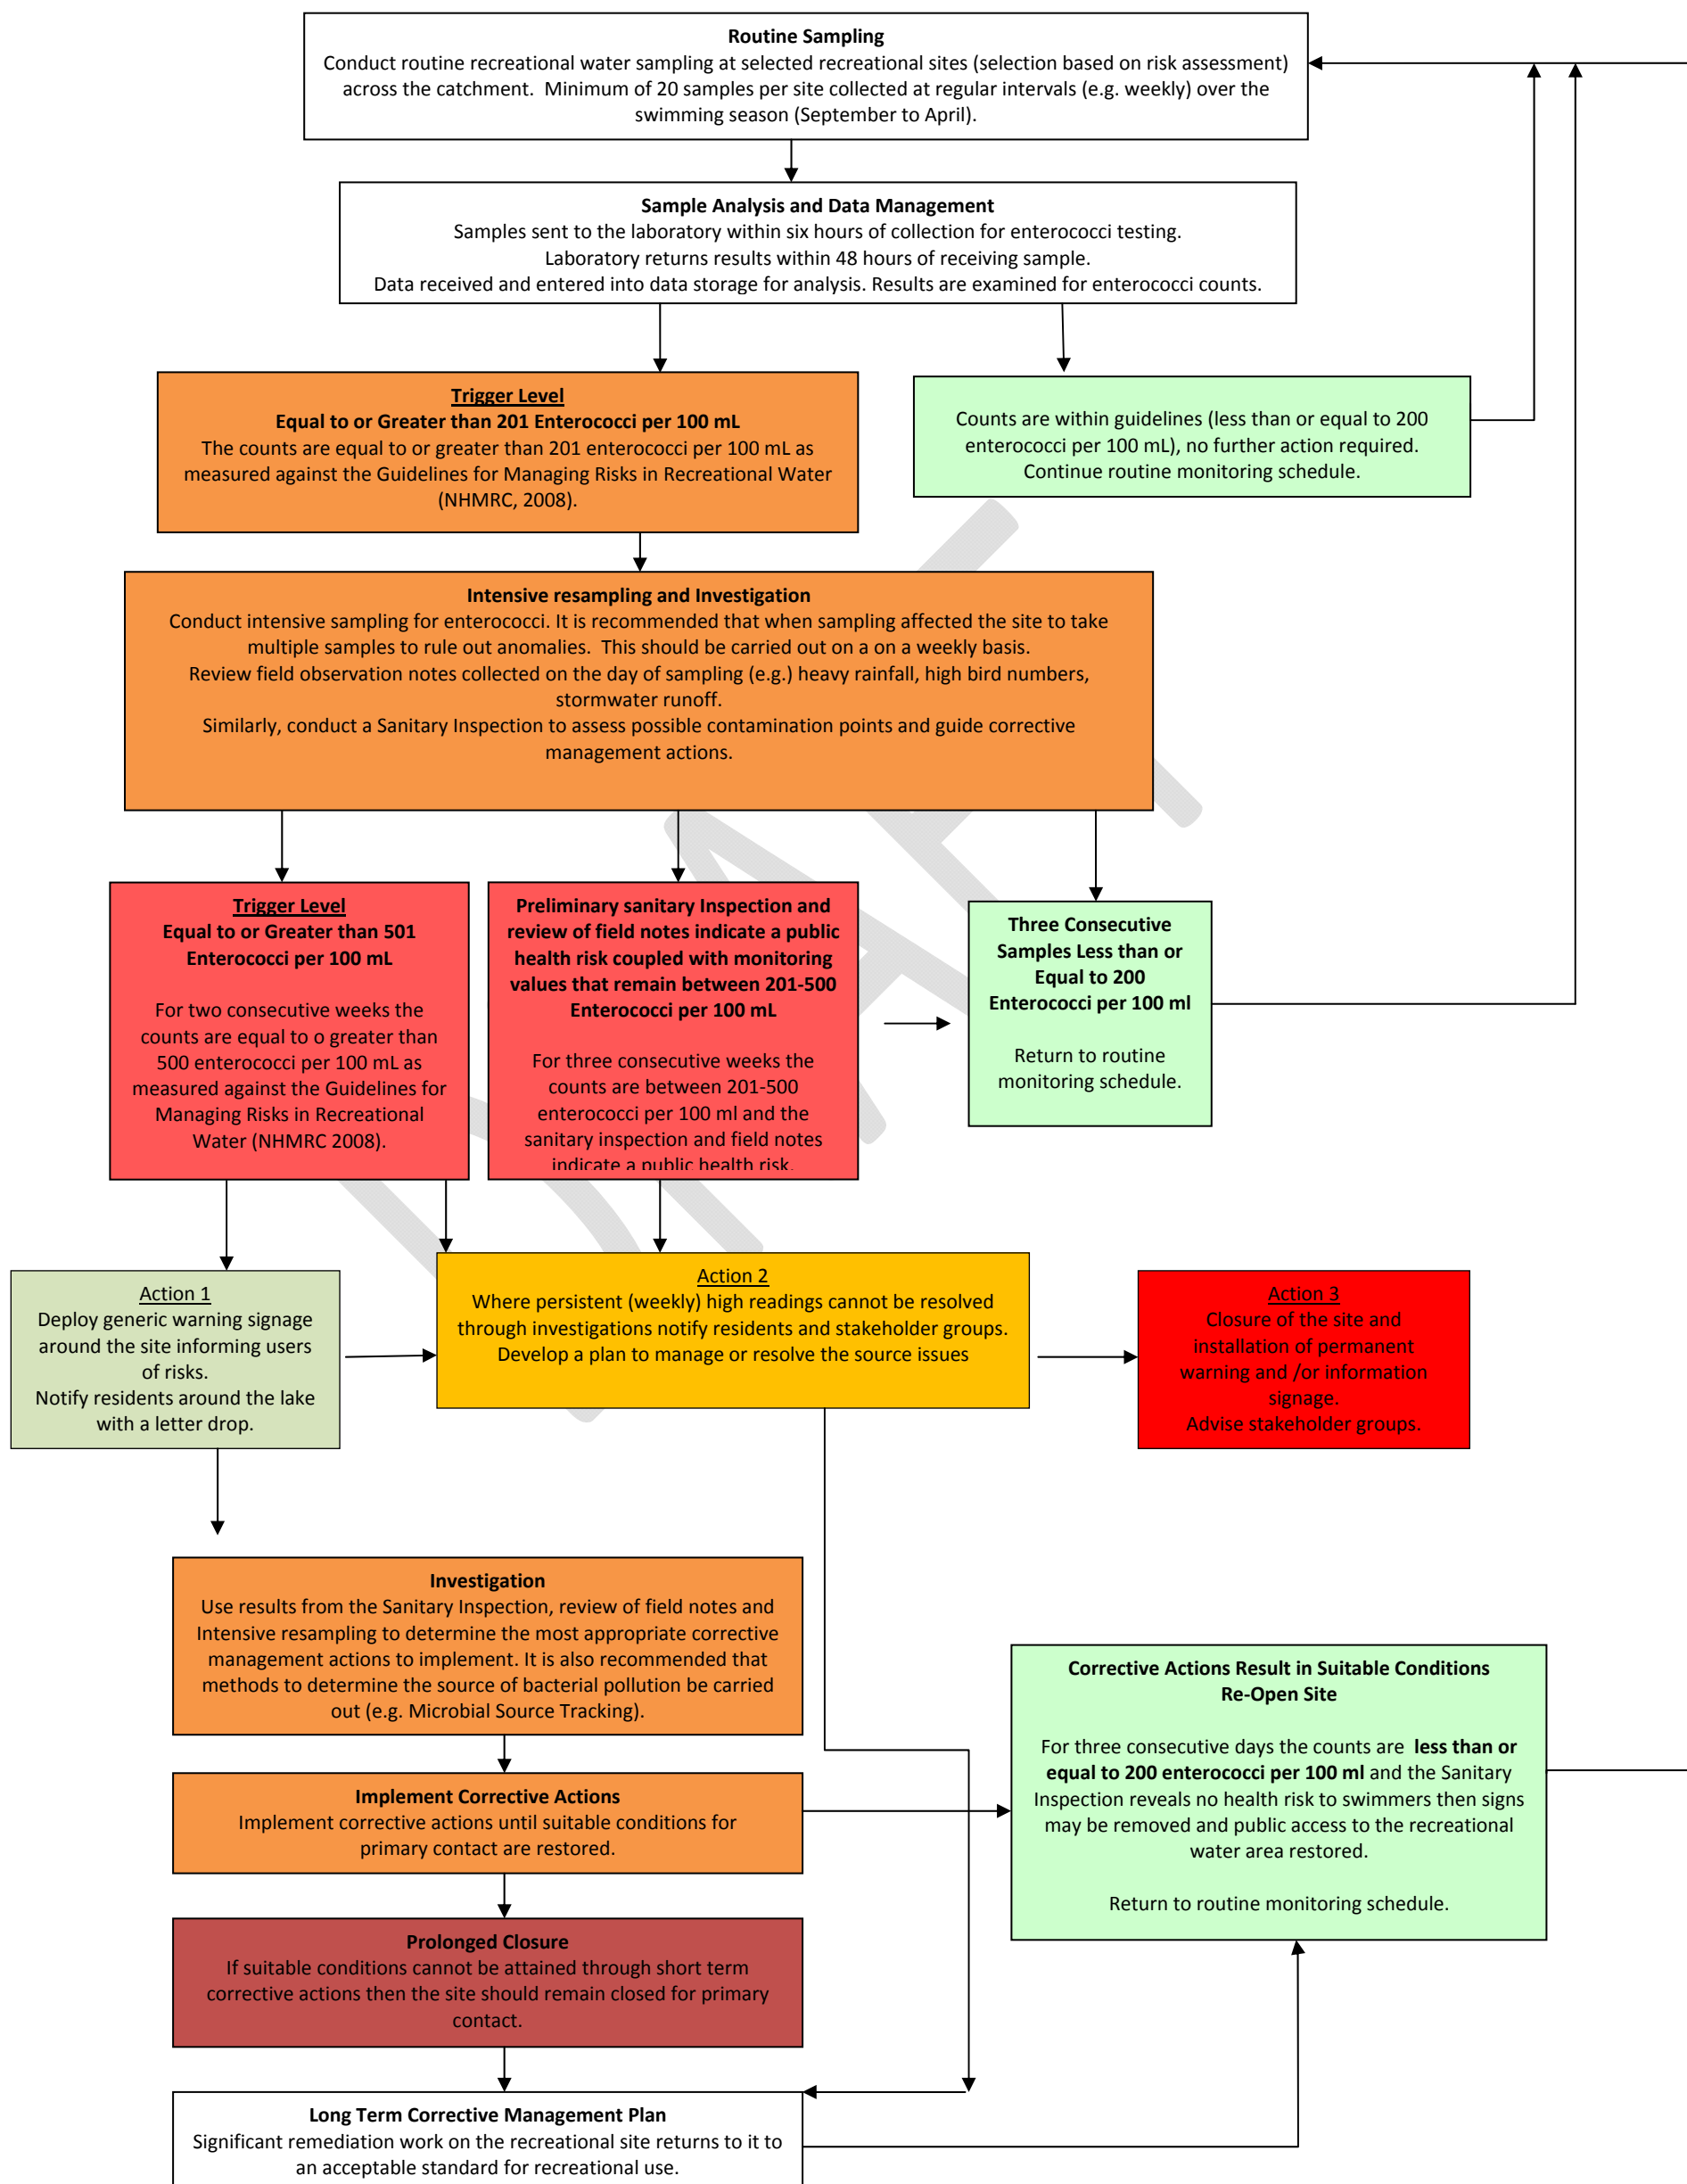 Routine Sampling
Conduct routine recreational water sampling at selected recreational sites (selection based on risk assessment)
across the catchment. Minimum of 20 samples per site collected at regular intervals (e.g. weekly) over the
swimming season (September to April).
Sample Analysis and Data Management
Samples sent to the laboratory within six hours of collection for enterococci testing.
Laboratory returns results within 48 hours of receiving sample.
Data received and entered into data storage for analysis. Results are examined for enterococci counts.
Trigger Level
Equal to or Greater than 201 Enterococci per 100 mL
The counts are equal to or greater than 201 enterococci per 100 mL as
measured against the Guidelines for Managing Risks in Recreational Water
(NHMRC, 2008).
Counts are within guidelines (less than or equal to 200
enterococci per 100 mL), no further action required.
Continue routine monitoring schedule.
Intensive resampling and Investigation
Conduct intensive sampling for enterococci. It is recommended that when sampling affected the site to take
multiple samples to rule out anomalies. This should be carried out on a on a weekly basis.
Review field observation notes collected on the day of sampling (e.g.) heavy rainfall, high bird numbers,
stormwater runoff.
Similarly, conduct a Sanitary Inspection to assess possible contamination points and guide corrective
management actions.
Trigger Level
Equal to or Greater than 501
Enterococci per 100 mL
For two consecutive weeks the
counts are equal to o greater than
500 enterococci per 100 mL as
measured against the Guidelines for
Managing Risks in Recreational
Water (NHMRC 2008).
Preliminary sanitary Inspection and
review of field notes indicate a public
health risk coupled with monitoring
values that remain between 201-500
Enterococci per 100 mL
For three consecutive weeks the
counts are between 201-500
enterococci per 100 ml and the
sanitary inspection and field notes
indicate a public health risk.
Three Consecutive
Samples Less than or
Equal to 200
Enterococci per 100 ml
Return to routine
monitoring schedule.
Action 1
Deploy generic warning signage
around the site informing users
of risks.
Notify residents around the lake
with a letter drop.
Action 2
Where persistent (weekly) high readings cannot be resolved
through investigations notify residents and stakeholder groups.
Develop a plan to manage or resolve the source issues
Action 3
Closure of the site and
installation of permanent
warning and /or information
signage.
Advise stakeholder groups.
Investigation
Use results from the Sanitary Inspection, review of field notes and
Intensive resampling to determine the most appropriate corrective
management actions to implement. It is also recommended that
methods to determine the source of bacterial pollution be carried
out (e.g. Microbial Source Tracking).
Implement Corrective Actions
Implement corrective actions until suitable conditions for
primary contact are restored.
Corrective Actions Result in Suitable Conditions
Re-Open Site
For three consecutive days the counts are less than or
equal to 200 enterococci per 100 ml and the Sanitary
Inspection reveals no health risk to swimmers then signs
may be removed and public access to the recreational
water area restored.
Return to routine monitoring schedule.
Prolonged Closure
If suitable conditions cannot be attained through short term
corrective actions then the site should remain closed for primary
contact.
Long Term Corrective Management Plan
Significant remediation work on the recreational site returns to it to
an acceptable standard for recreational use.
DRAFT